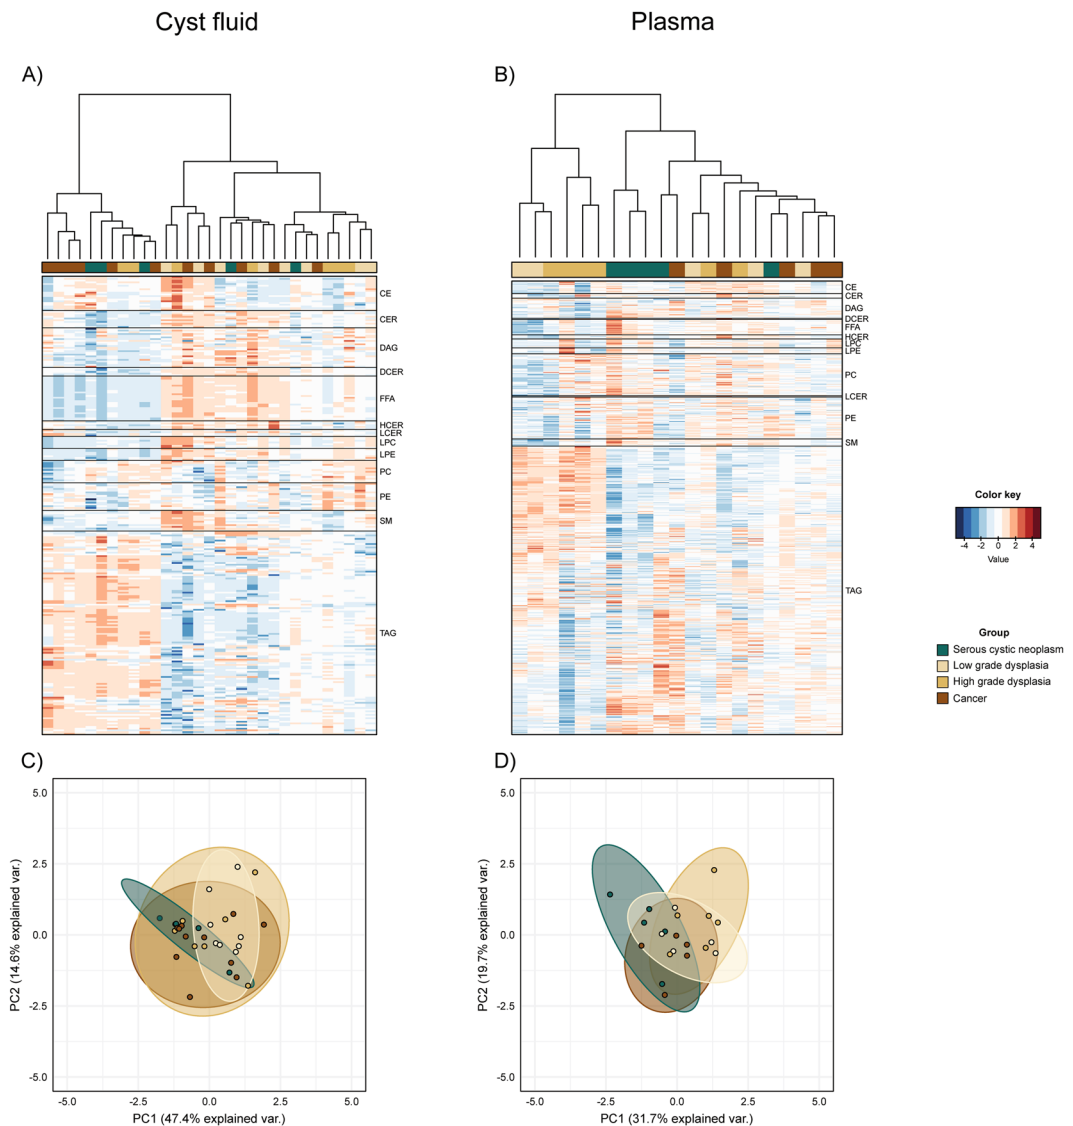 Cyst fluid
Plasma
A)
B)
CE
CER
DAG
DCER
FFA
HCER
LCER
LPC
LPE
PC
PE
SM
TAG
CE
CER
DAG
DCER
FFA
HCER
LPC
LPE
PC
LCER
PE
SM
TAG
Color key
-4 -2 0 2 4
Value
Group
Serous cystic neoplasm
Low grade dysplasia
High grade dysplasia
Cancer
C)
D)
5.0
2.5
0.0
-2.5
-5.0
PC2 (14.6% explained var.)
-5.0 -2.5 0.0 2.5 5.0
PC1 (47.4% explained var.)
5.0
2.5
0.0
-2.5
-5.0
PC2 (19.7% explained var.)
-5.0 -2.5 0.0 2.5 5.0
PC1 (31.7% explained var.)